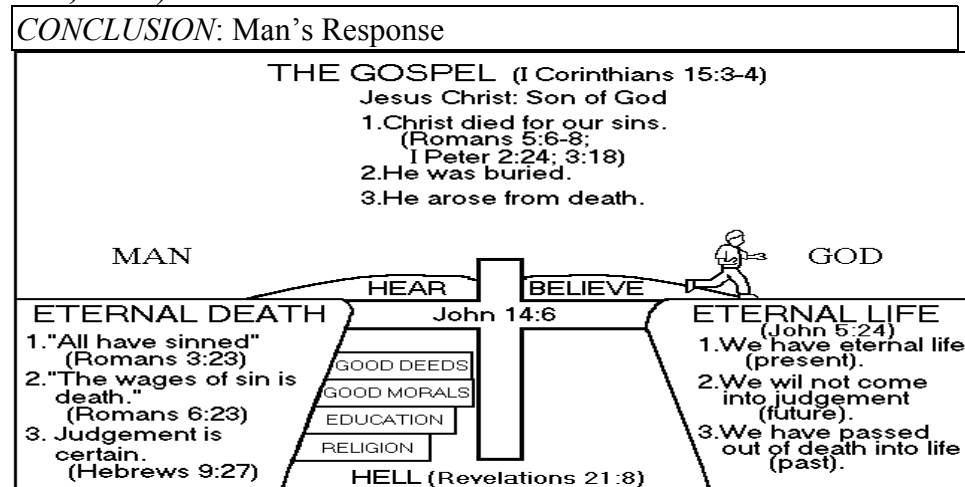 CONCLUSION: Man's Response
THE GOSPEL (I Corinthians 15:3-4)
Jesus Christ: Son of God
1.Christ died for our sins.
(Romans 5:6-8;
I Peter 2:24; 3:18)
2.He was buried.
3.He arose from death.
MAN
GOD
HEAR
BELIEVE
John 14:6
ETERNAL DEATH
1."All have sinned"
(Romans 3:23)
2."The wages of sin is
death."
(Romans 6:23)
3. Judgement is
certain.
(Hebrews 9:27)
GOOD DEEDS
GOOD MORALS
EDUCATION
RELIGION
HELL (Revelations 21:8)
ETERNAL LIFE
(John 5:24)
1.We have eternal life
(present).
2.We wil not come
into judgement
(future).
3.We have passed
out of death into life
(past).